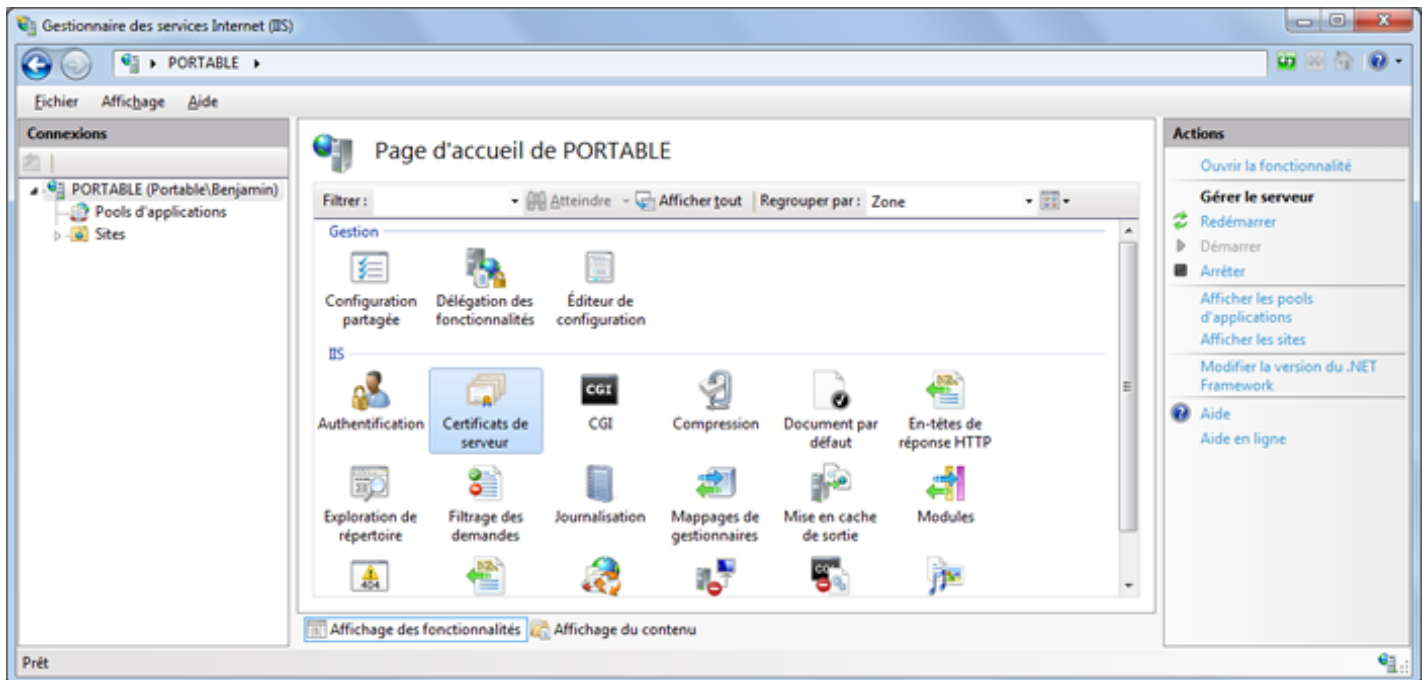 Gestionnaire des services Internet (IIS)
PORTABLE
Fichier Affichage Aide
Connexions
PORTABLE (Portable\Benjamin)
Pools d'applications
Sites
Page d'accueil de PORTABLE
Filtrer : Atteindre Afficher tout Regrouper par : Zone
Gestion
Configuration partagée
Délégation des fonctionnalités
Éditeur de configuration
IIS
Authentification
Certificats de serveur
CGI
CGI
Compression
Document par défaut
En-têtes de réponse HTTP
Exploration de répertoire
Filtrage des demandes
Journalisation
Mappages de gestionnaires
Mise en cache de sortie
Modules
404
Affichage des fonctionnalités Affichage du contenu
Actions
Ouvrir la fonctionnalité
Gérer le serveur
Redémarrer
Démarrer
Arrêter
Afficher les pools
d'applications
Afficher les sites
Modifier la version du .NET
Framework
Aide
Aide en ligne
Prêt